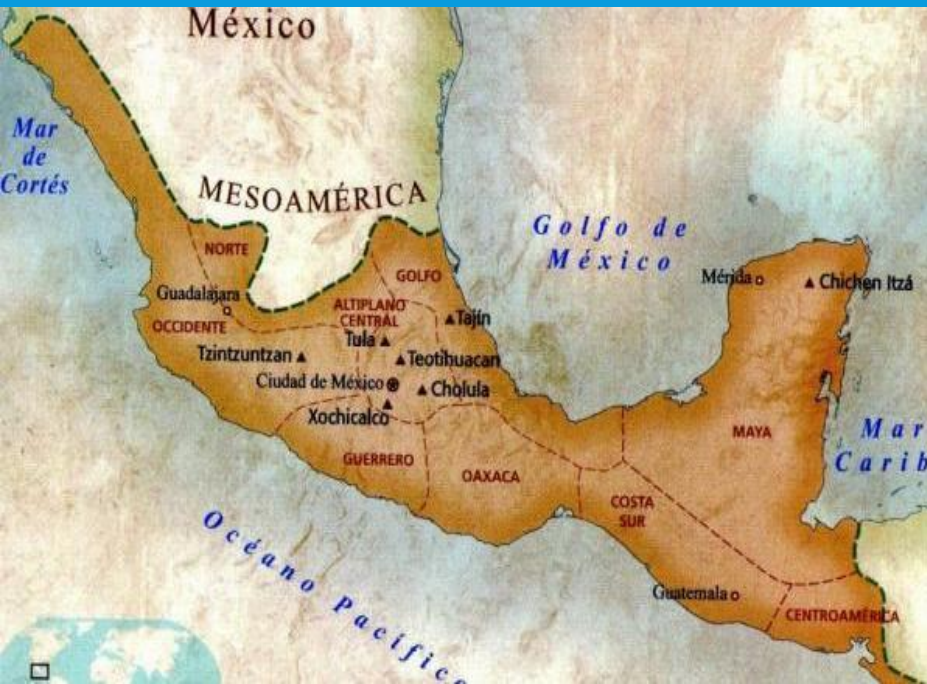 México
Mar
de
Cortés
MESOAMÉRICA
Golfo de
México
NORTE
GOLFO
Mérida
Chichen Itzá
Guadalajara
ALTIPLANO
CENTRAL
OCCIDENTE
Tajín
Tula
Tzintzuntzan
Teotihuacan
Ciudad de México
Cholula
Xochicalco
MAYA
Mar
Carib
GUERRERO
OAXACA
COSTA
SUR
Océano Pacífico
Guatemala
CENTROAMÉRICA